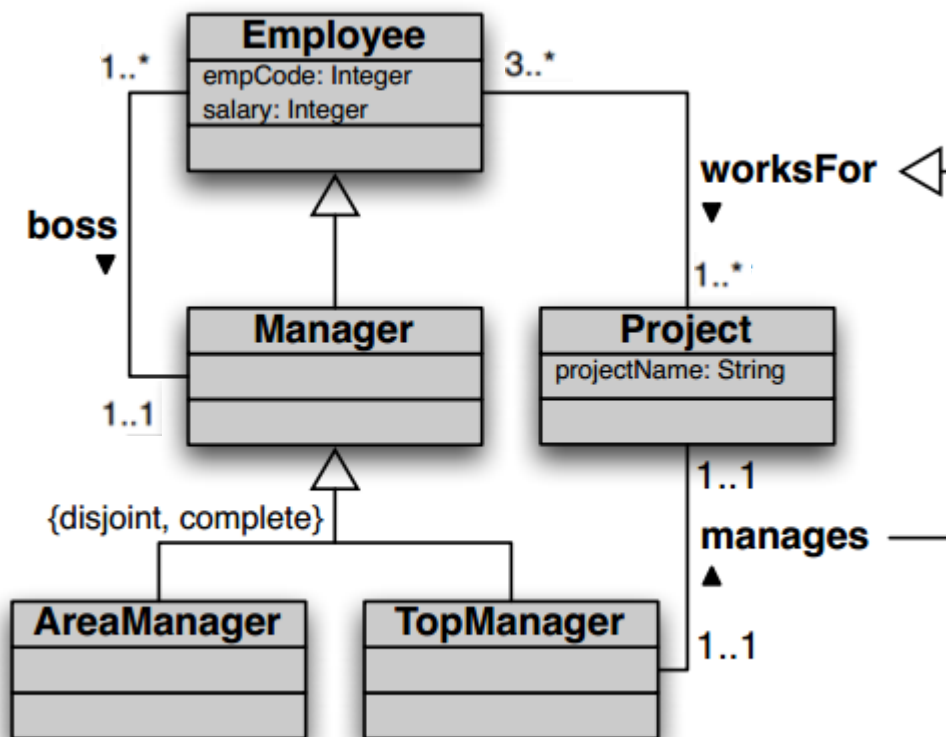 Employee
1..*
3..*
empCode: Integer
salary: Integer
worksFor
boss
1..*
Manager
Project
projectName: String
1..1
1..1
{disjoint, complete}
manages
AreaManager
TopManager
1..1